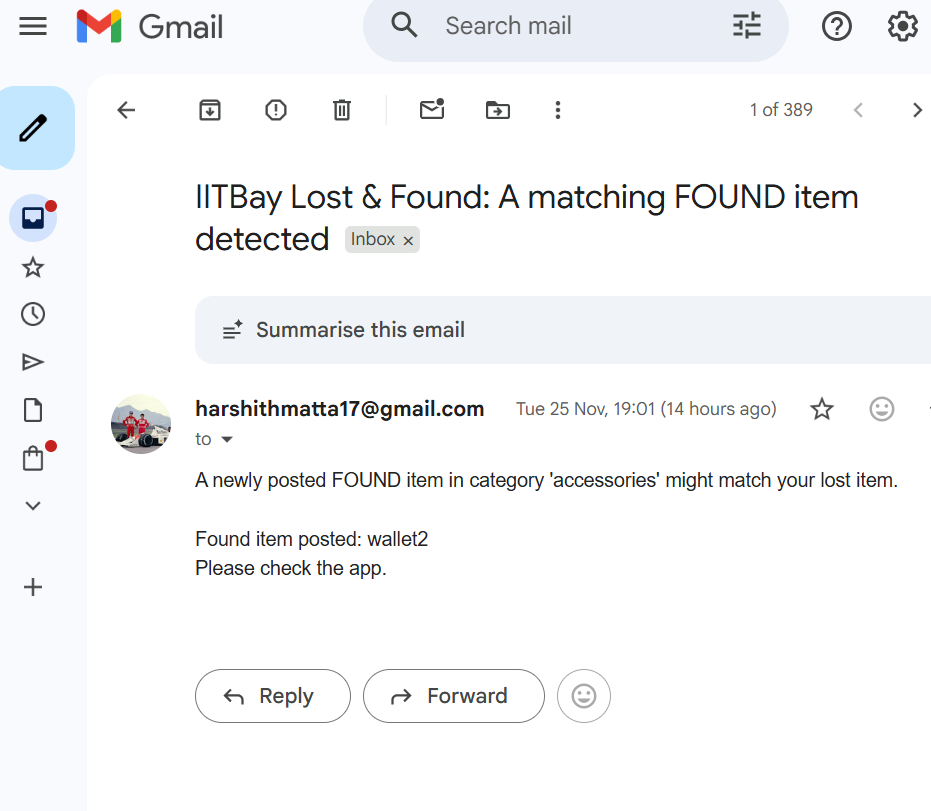 Gmail
Search mail
1 of 389
IITBay Lost & Found: A matching FOUND item
detected
Inbox ×
Summarise this email
harshithmatta17@gmail.com Tue 25 Nov, 19:01 (14 hours ago)
to
A newly posted FOUND item in category 'accessories' might match your lost item.
Found item posted: wallet2
Please check the app.
Reply
Forward